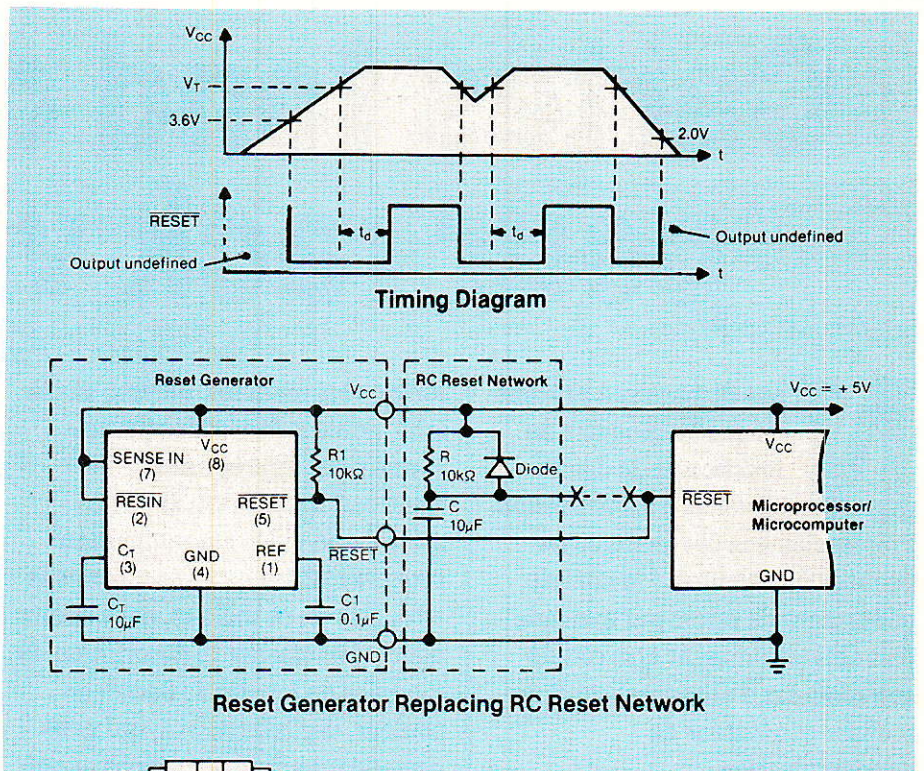 VCC
VT
3.6V
2.0V
t
RESET
td
td
Output undefined
Output undefined
t
Timing Diagram
Reset Generator
VCC
RC Reset Network
VCC = +5V
VCC
(8)
SENSE IN
(7)
RESIN
(2)
RESET
(5)
CT
(3)
GND
(4)
REF
(1)
R1
10kΩ
R
10kΩ
Diode
C
10μF
RESET
CT
10μF
C1
0.1μF
GND
VCC
RESET
Microprocessor/
Microcomputer
GND
Reset Generator Replacing RC Reset Network